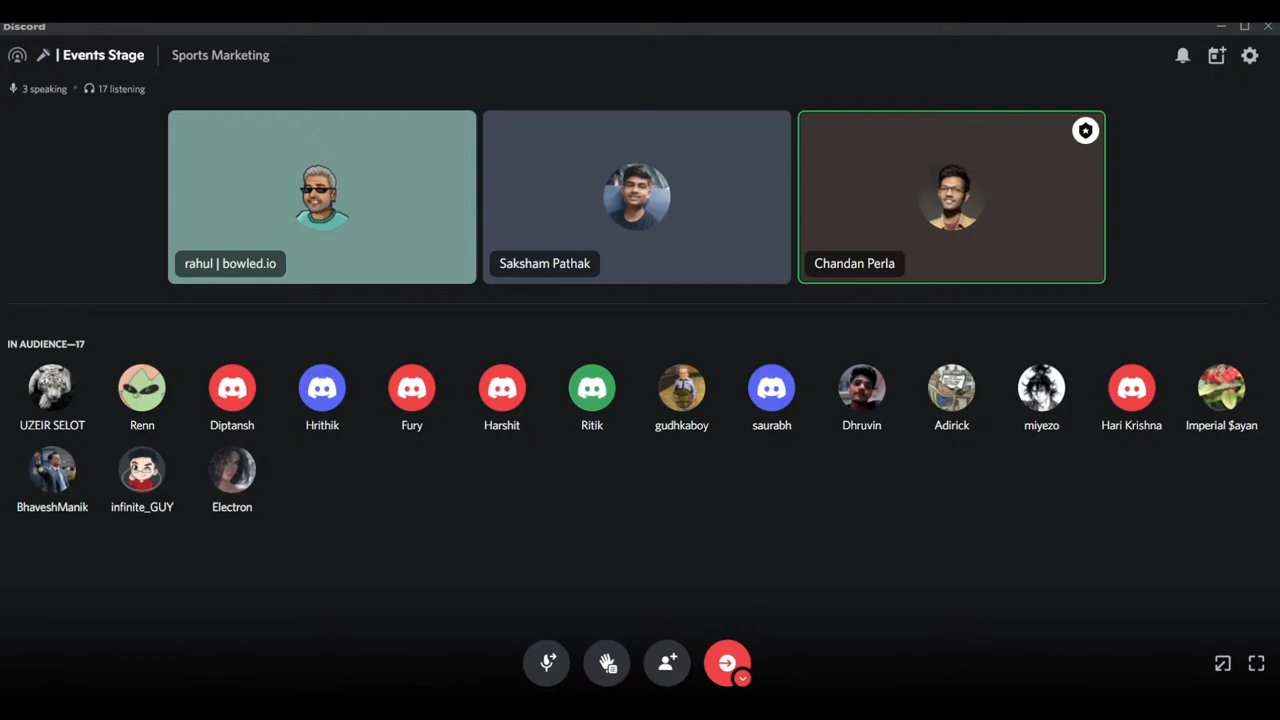 Discord
| Events Stage
Sports Marketing
3 speaking • 17 listening
rahul | bowled.io
Saksham Pathak
Chandan Perla
IN AUDIENCE—17
UZEIR SELOT
Renn
Diptansh
Hrithik
Fury
Harshit
Ritik
gudhkaboy
saurabh
Dhruvin
Adirick
miyezo
Hari Krishna
Imperial $ayan
BhaveshManik
infinite_GUY
Electron